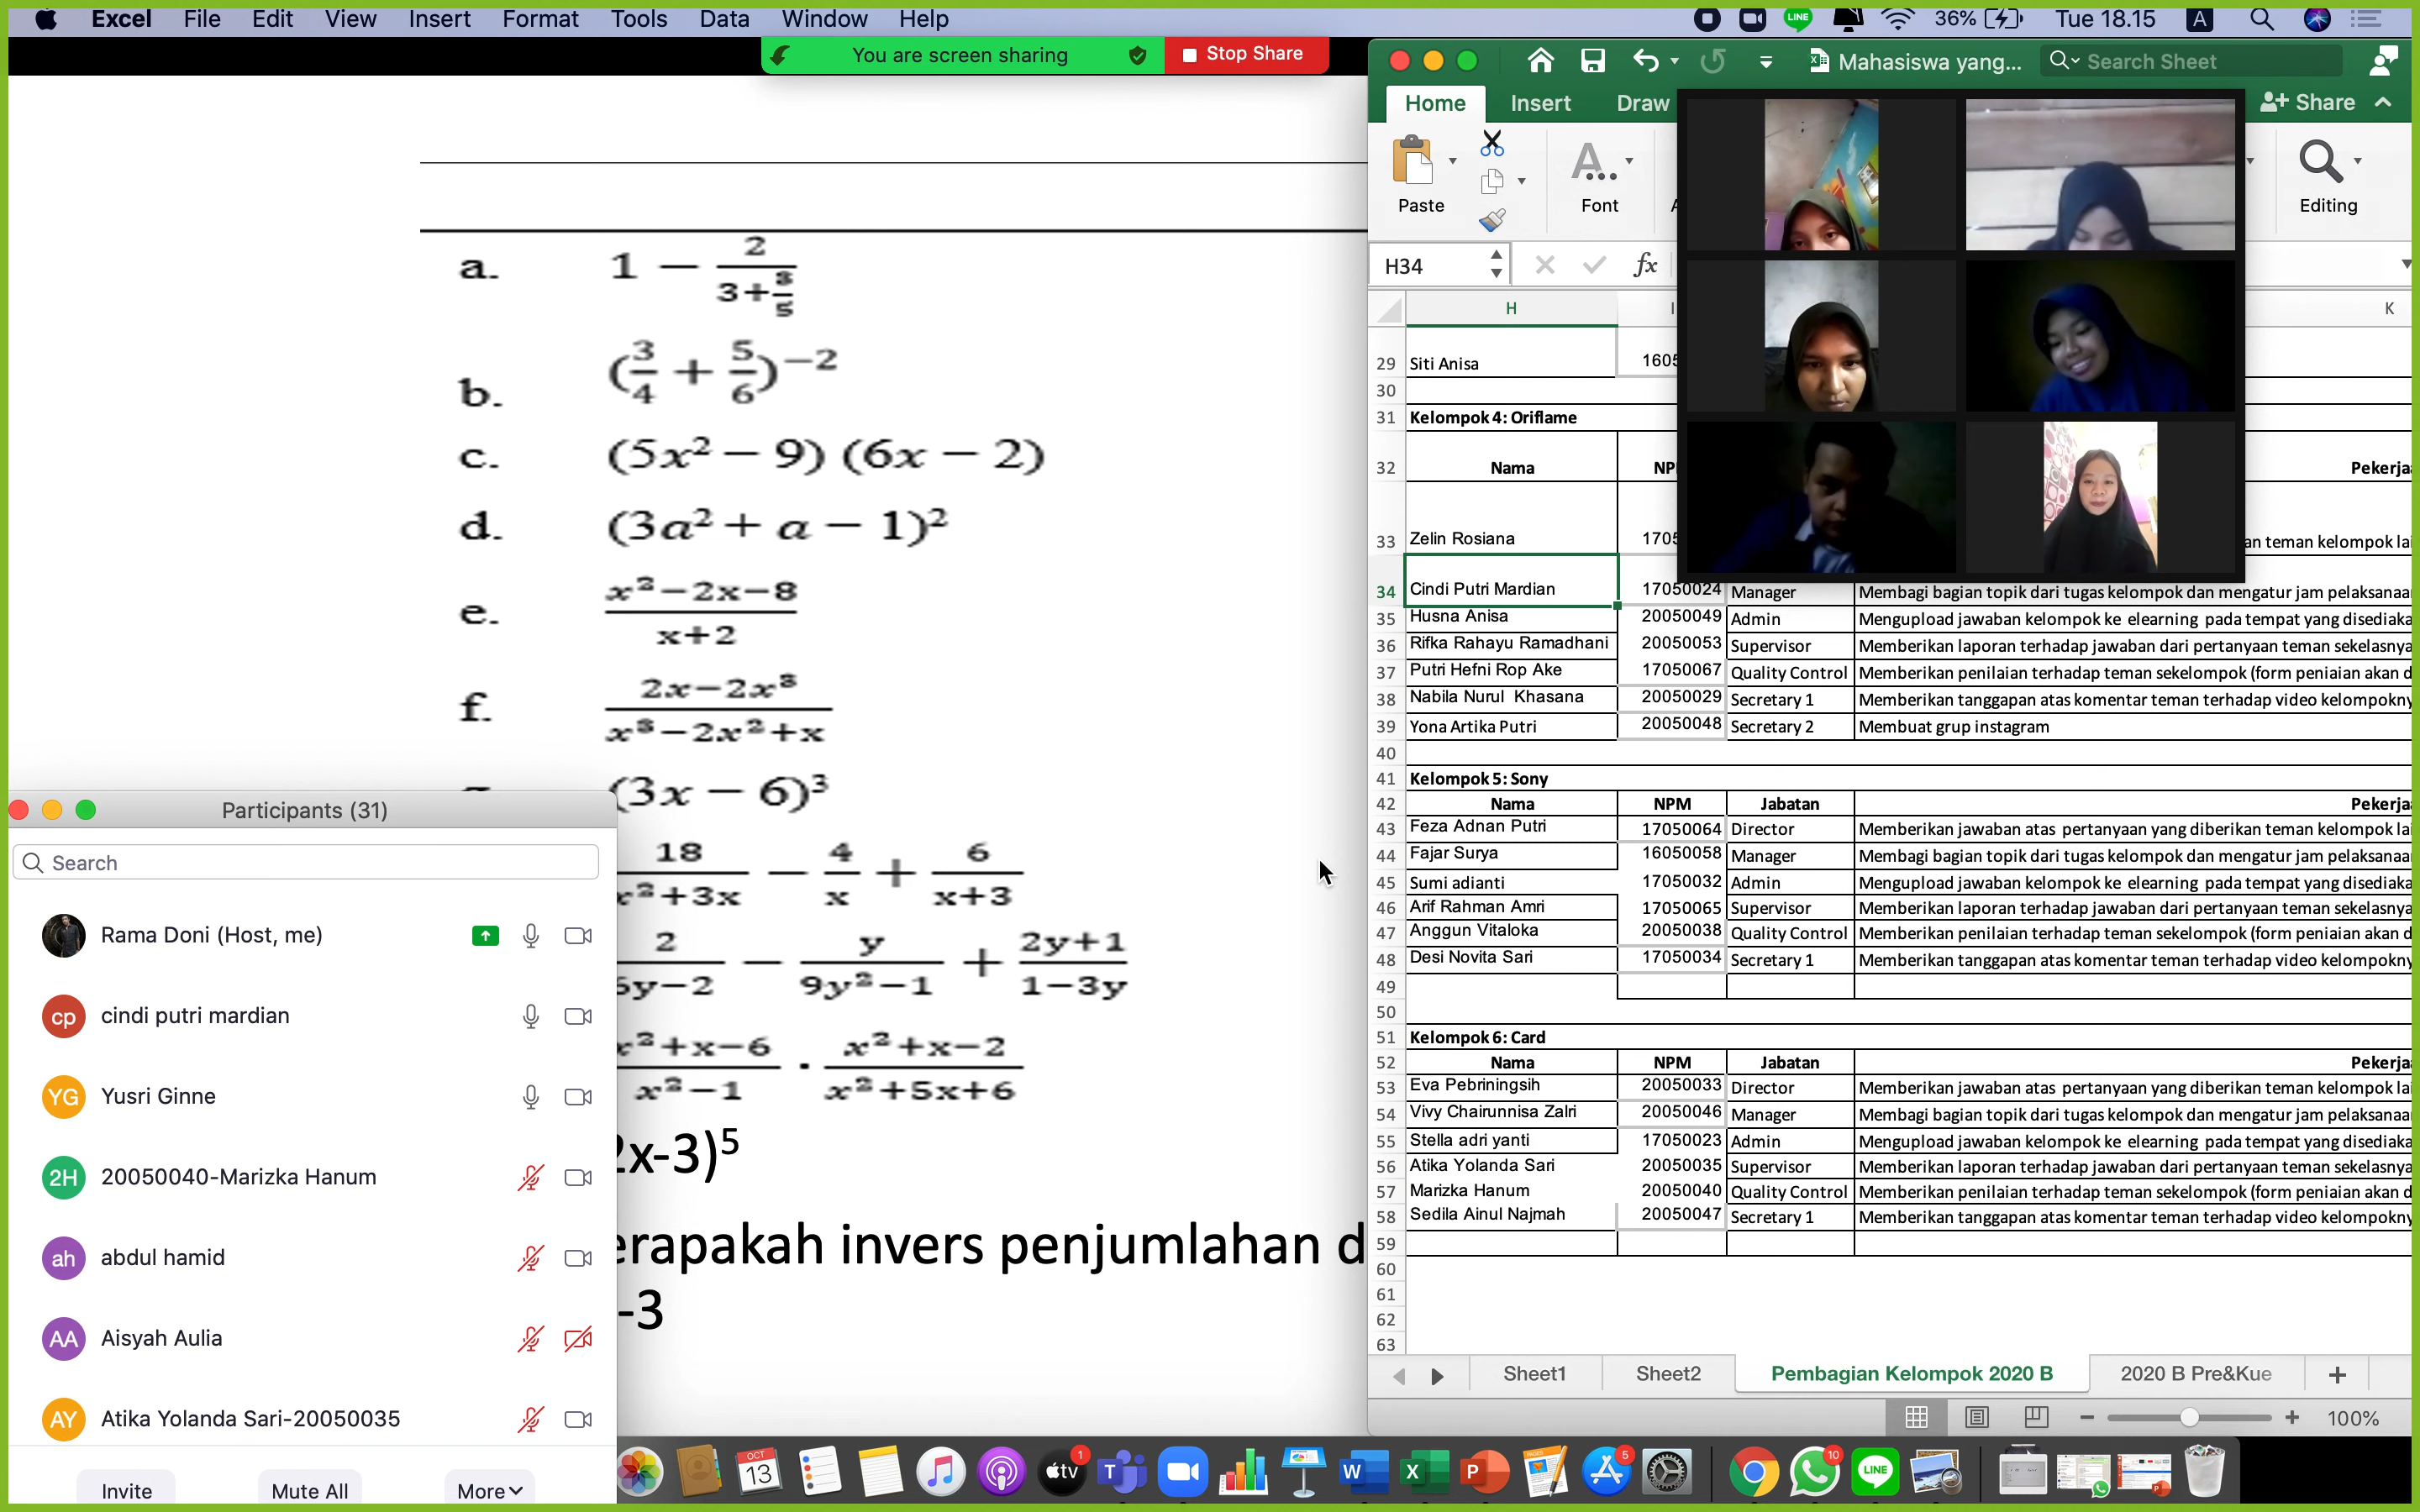 Excel File Edit View Insert Format Tools Data Window Help
LINE 36% Tue 18.15 A
You are screen sharing Stop Share
Mahasiswa yang... Search Sheet
Home Insert Draw Share
Paste Font Editing
H34 fx
H K
a. 1 − 2/(3+3/5)
b. (3/4 + 5/6)⁻²
c. (5x² − 9) (6x − 2)
d. (3a² + a − 1)²
e. (x²−2x−8)/(x+2)
f. (2x−2x³)/(x³−2x²+x)
(3x − 6)³
18/(x²+3x) − 4/x + 6/(x+3)
2/(6y−2) − y/(9y²−1) + (2y+1)/(1−3y)
(x²+x−6)/(x²−1) · (x²+x−2)/(x²+5x+6)
2x-3)⁵
erapakah invers penjumlahan d
-3
Participants (31)
Search
Rama Doni (Host, me)
cp cindi putri mardian
YG Yusri Ginne
2H 20050040-Marizka Hanum
ah abdul hamid
AA Aisyah Aulia
AY Atika Yolanda Sari-20050035
Invite Mute All More
29 Siti Anisa 1605
30
31 Kelompok 4: Oriflame
32 Nama NP Pekerja
33 Zelin Rosiana 1705 an teman kelompok lai
34 Cindi Putri Mardian 17050024 Manager Membagi bagian topik dari tugas kelompok dan mengatur jam pelaksanaa
35 Husna Anisa 20050049 Admin Mengupload jawaban kelompok ke elearning pada tempat yang disediaka
36 Rifka Rahayu Ramadhani 20050053 Supervisor Memberikan laporan terhadap jawaban dari pertanyaan teman sekelasnya
37 Putri Hefni Rop Ake 17050067 Quality Control Memberikan penilaian terhadap teman sekelompok (form peniaian akan d
38 Nabila Nurul Khasana 20050029 Secretary 1 Memberikan tanggapan atas komentar teman terhadap video kelompokny
39 Yona Artika Putri 20050048 Secretary 2 Membuat grup instagram
40
41 Kelompok 5: Sony
42 Nama NPM Jabatan Pekerja
43 Feza Adnan Putri 17050064 Director Memberikan jawaban atas pertanyaan yang diberikan teman kelompok lai
44 Fajar Surya 16050058 Manager Membagi bagian topik dari tugas kelompok dan mengatur jam pelaksanaa
45 Sumi adianti 17050032 Admin Mengupload jawaban kelompok ke elearning pada tempat yang disediaka
46 Arif Rahman Amri 17050065 Supervisor Memberikan laporan terhadap jawaban dari pertanyaan teman sekelasnya
47 Anggun Vitaloka 20050038 Quality Control Memberikan penilaian terhadap teman sekelompok (form peniaian akan d
48 Desi Novita Sari 17050034 Secretary 1 Memberikan tanggapan atas komentar teman terhadap video kelompokny
49
50
51 Kelompok 6: Card
52 Nama NPM Jabatan Pekerja
53 Eva Pebriningsih 20050033 Director Memberikan jawaban atas pertanyaan yang diberikan teman kelompok lai
54 Vivy Chairunnisa Zalri 20050046 Manager Membagi bagian topik dari tugas kelompok dan mengatur jam pelaksanaa
55 Stella adri yanti 17050023 Admin Mengupload jawaban kelompok ke elearning pada tempat yang disediaka
56 Atika Yolanda Sari 20050035 Supervisor Memberikan laporan terhadap jawaban dari pertanyaan teman sekelasnya
57 Marizka Hanum 20050040 Quality Control Memberikan penilaian terhadap teman sekelompok (form peniaian akan d
58 Sedila Ainul Najmah 20050047 Secretary 1 Memberikan tanggapan atas komentar teman terhadap video kelompokny
59
60
61
62
63
Sheet1 Sheet2 Pembagian Kelompok 2020 B 2020 B Pre&Kue +
100%
OCT 13 tv 1 T W X P 5 10 LINE